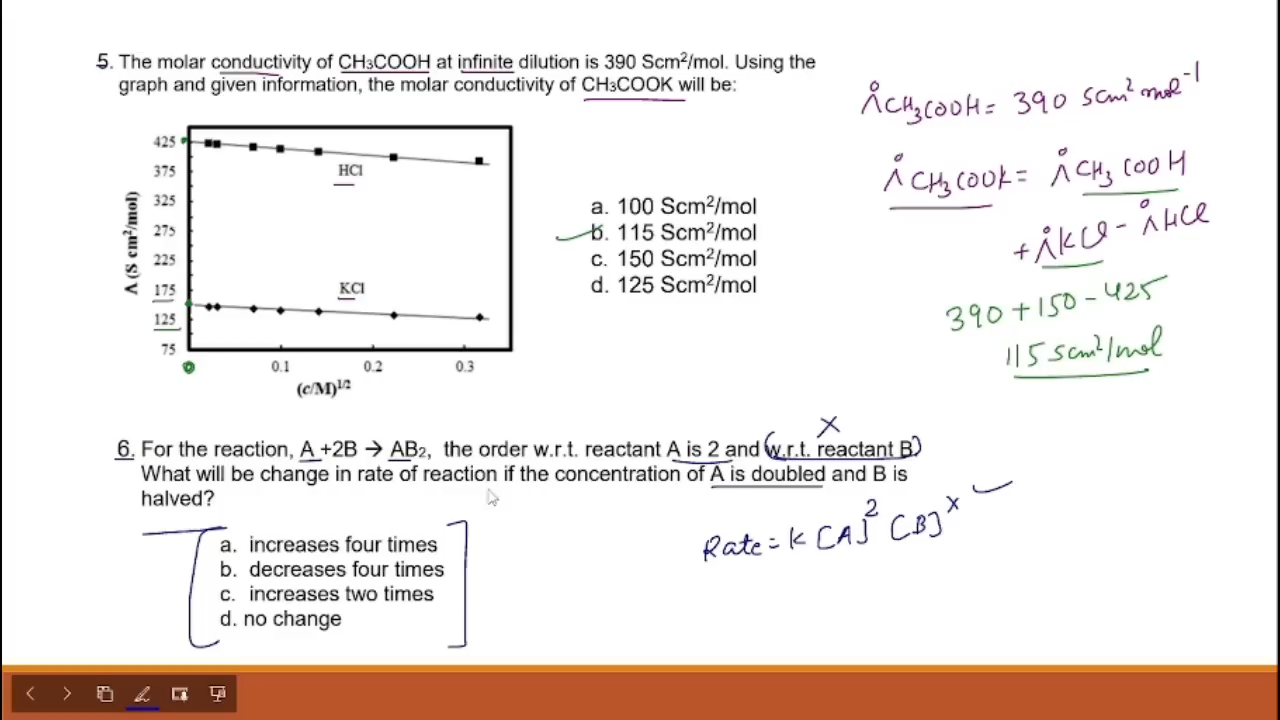 5. The molar conductivity of CH₃COOH at infinite dilution is 390 Scm²/mol. Using the
graph and given information, the molar conductivity of CH₃COOK will be:
425
375
325
275
225
175
125
75
Λ (S cm²/mol)
HCl
KCl
0.1 0.2 0.3
(c/M)¹/²
a. 100 Scm²/mol
b. 115 Scm²/mol
c. 150 Scm²/mol
d. 125 Scm²/mol
Λ° CH₃COOH = 390 Scm² mol⁻¹
Λ° CH₃COOK = Λ° CH₃COOH
+ Λ° KCl - Λ° HCl
390 + 150 - 425
115 Scm²/mol
6. For the reaction, A +2B → AB₂, the order w.r.t. reactant A is 2 and (w.r.t. reactant B)
x
What will be change in rate of reaction if the concentration of A is doubled and B is
halved?
a. increases four times
b. decreases four times
c. increases two times
d. no change
Rate = K [A]² [B]ˣ